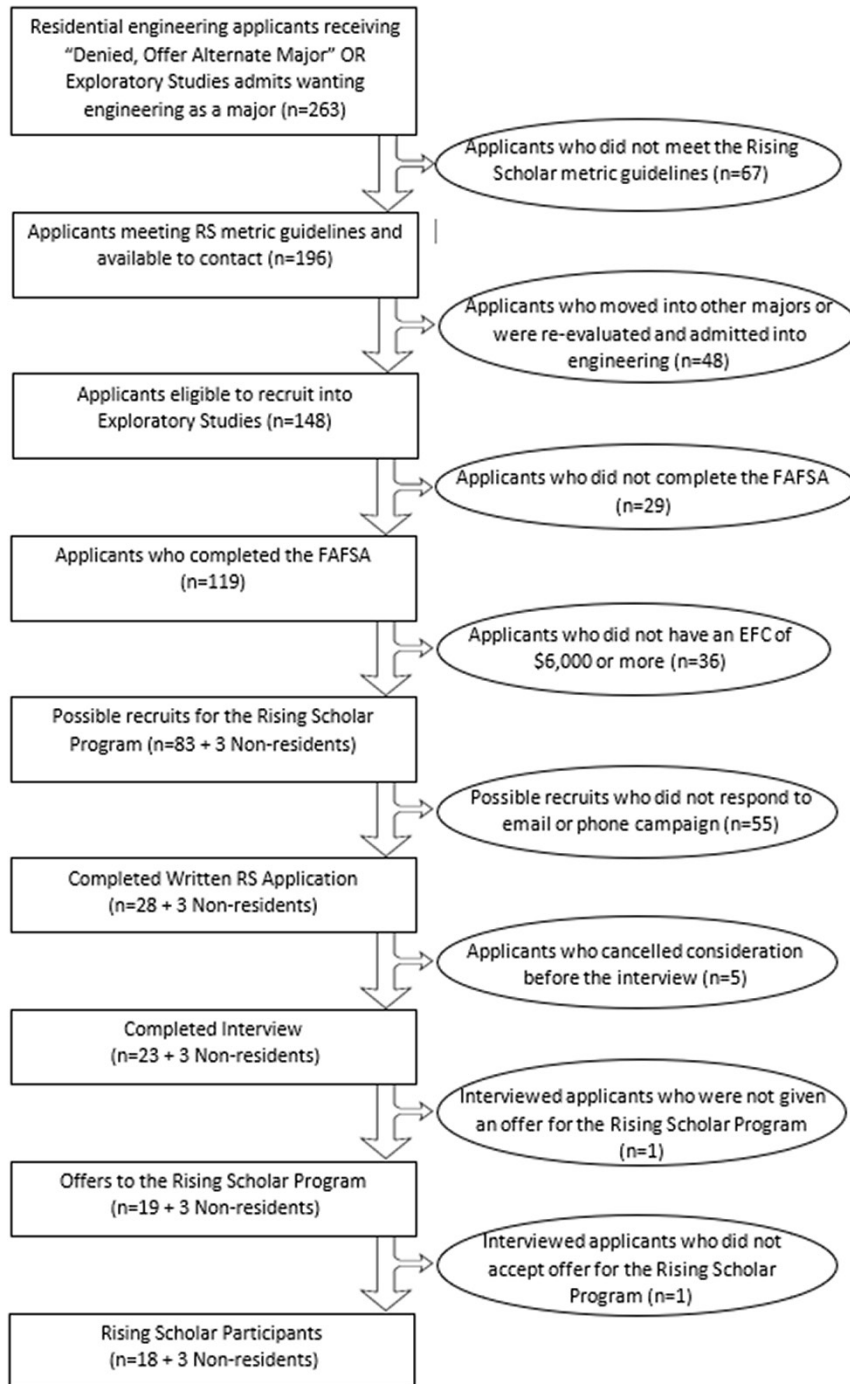 Residential engineering applicants receiving
“Denied, Offer Alternate Major” OR
Exploratory Studies admits wanting
engineering as a major (n=263)
Applicants who did not meet the Rising
Scholar metric guidelines (n=67)
Applicants meeting RS metric guidelines and
available to contact (n=196)
Applicants who moved into other majors or
were re-evaluated and admitted into
engineering (n=48)
Applicants eligible to recruit into
Exploratory Studies (n=148)
Applicants who did not complete the FAFSA
(n=29)
Applicants who completed the FAFSA
(n=119)
Applicants who did not have an EFC of
$6,000 or more (n=36)
Possible recruits for the Rising Scholar
Program (n=83 + 3 Non-residents)
Possible recruits who did not respond to
email or phone campaign (n=55)
Completed Written RS Application
(n=28 + 3 Non-residents)
Applicants who cancelled consideration
before the interview (n=5)
Completed Interview
(n=23 + 3 Non-residents)
Interviewed applicants who were not given
an offer for the Rising Scholar Program
(n=1)
Offers to the Rising Scholar Program
(n=19 + 3 Non-residents)
Interviewed applicants who did not
accept offer for the Rising Scholar
Program (n=1)
Rising Scholar Participants
(n=18 + 3 Non-residents)